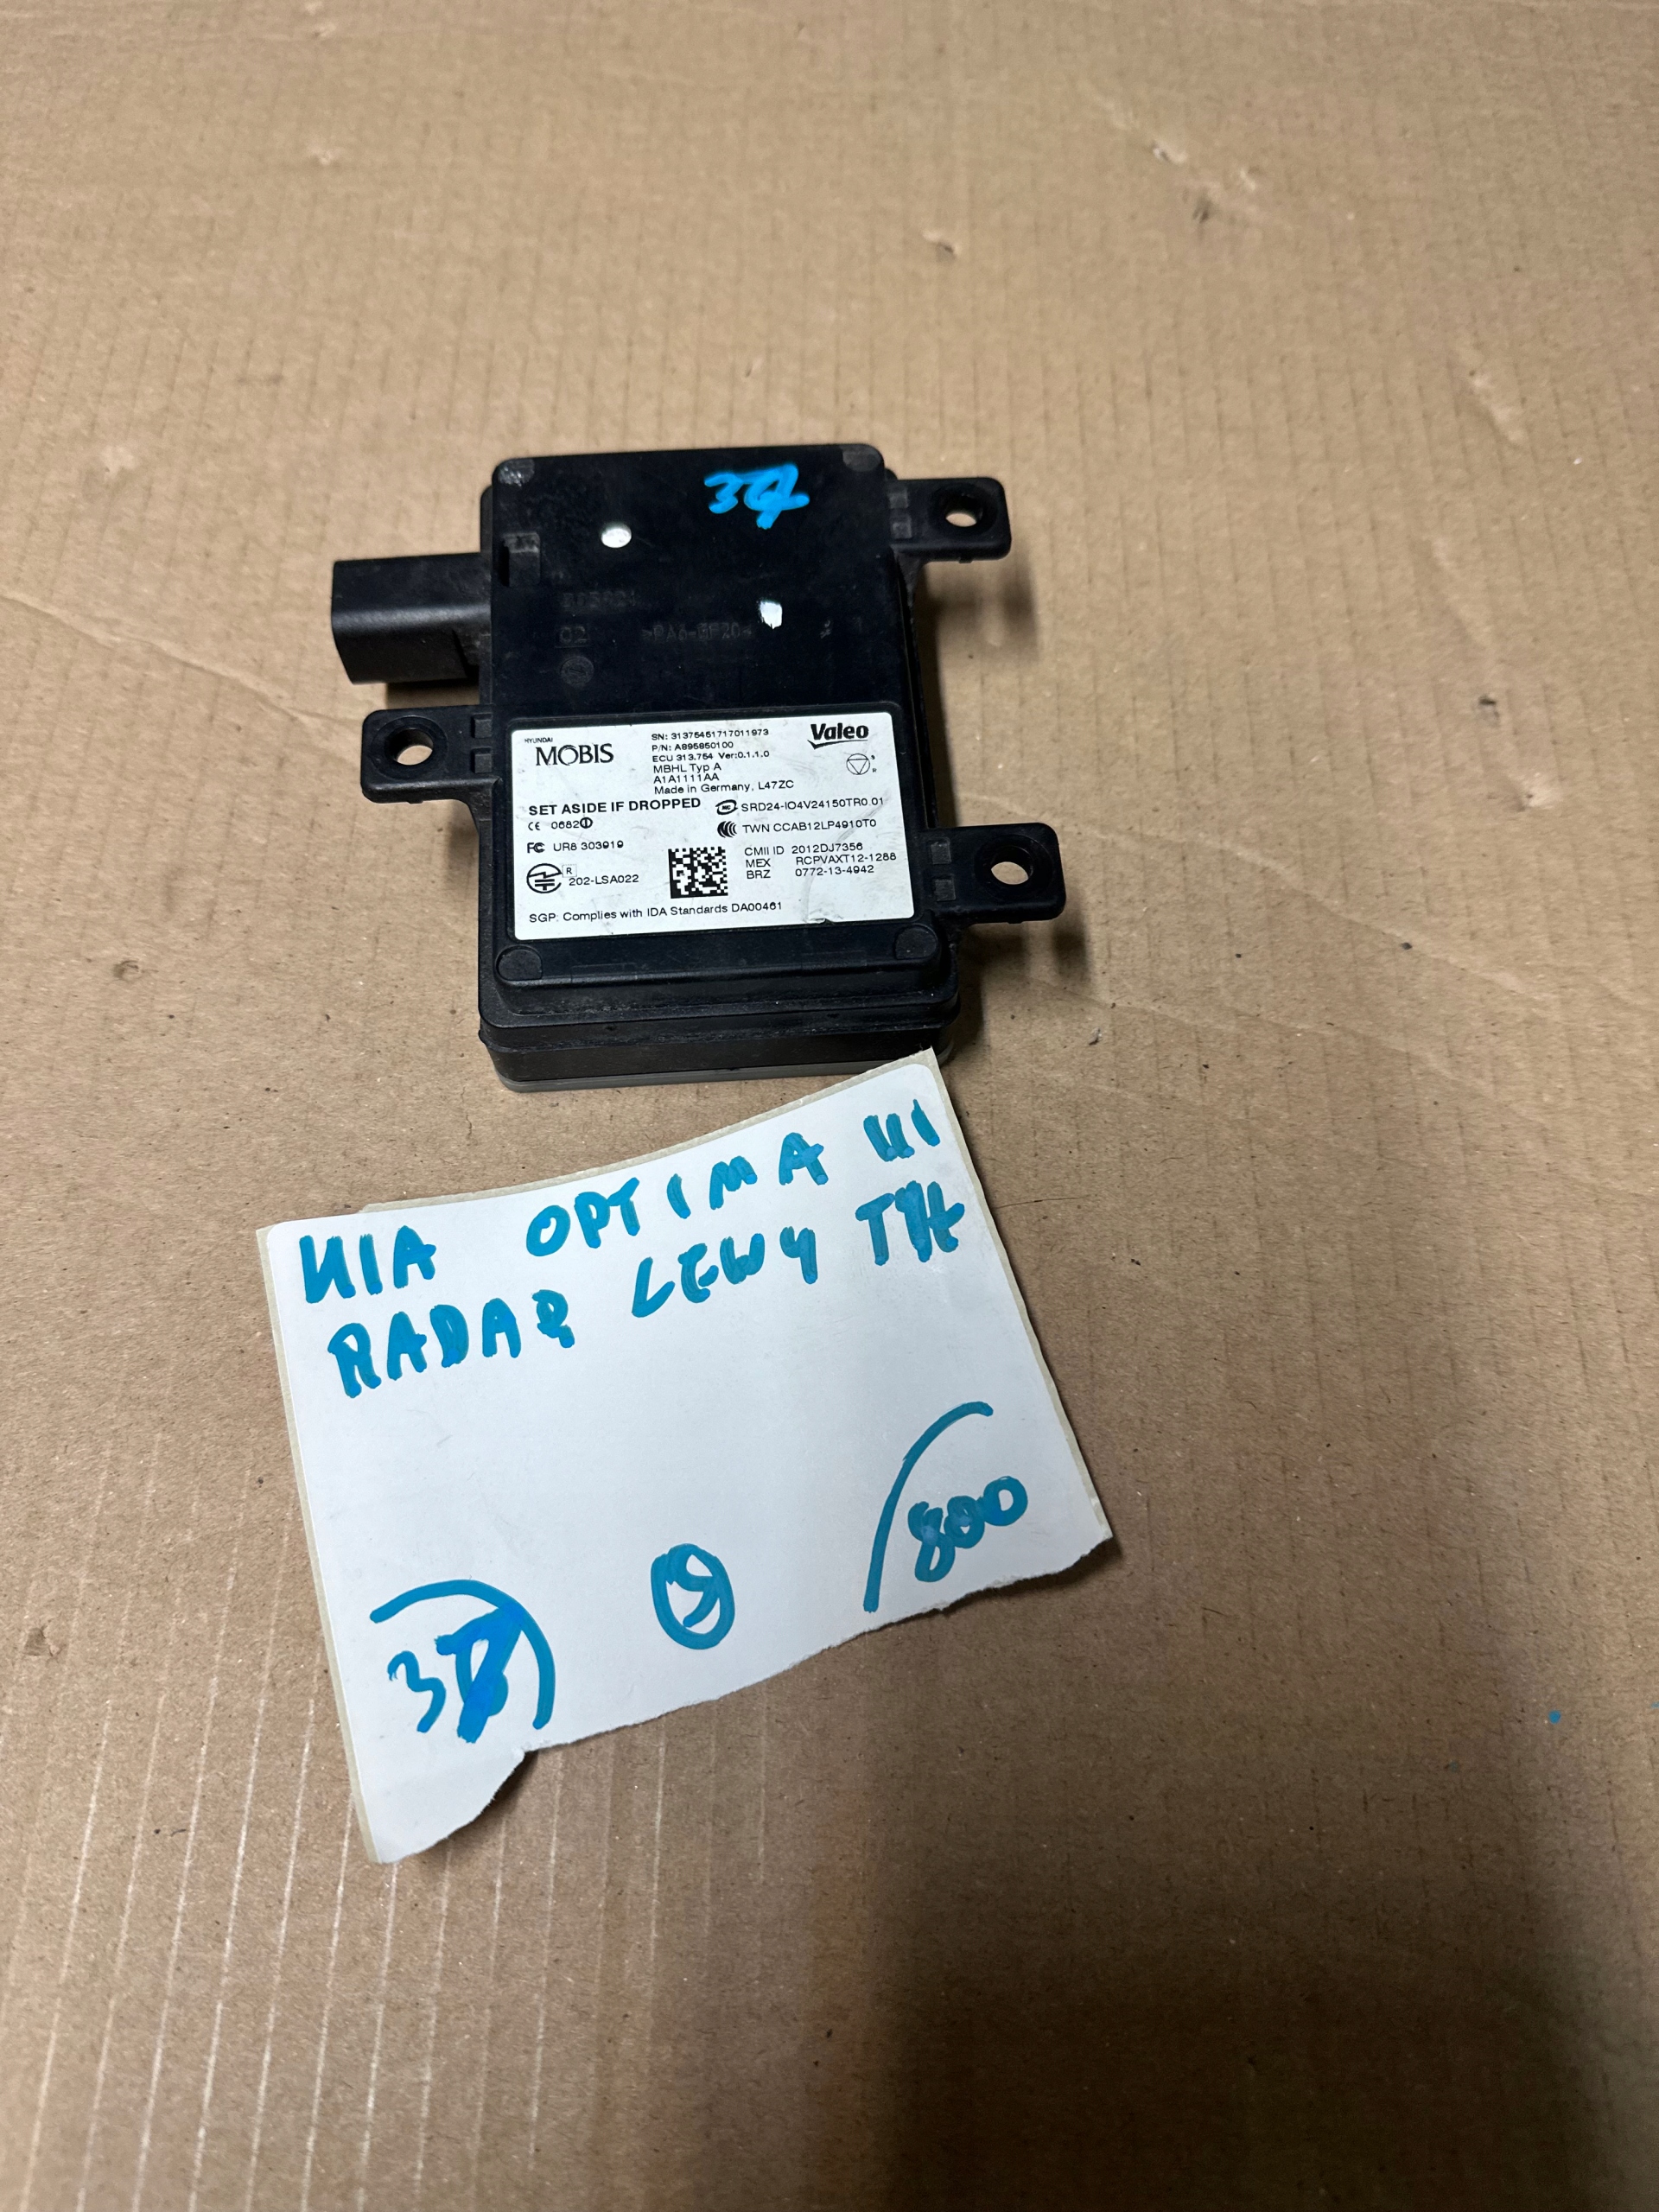 HYUNDAI
MOBIS
SN: 31375451717011973
P/N: A895850100
ECU 313.754 Ver:0.1.1.0
MBHL Typ A
A1A1111AA
Made in Germany, L47ZC
Valeo
SET ASIDE IF DROPPED
SRD24-IO4V24150TR0.01
CE 0682
TWN CCAB12LP4910T0
FC UR8 303919
CMII ID 2012DJ7356
MEX RCPVAXT12-1288
BRZ 0772-13-4942
R 202-LSA022
SGP: Complies with IDA Standards DA00461
KIA OPTIMA III
RADAR LEWY TYŁ
800